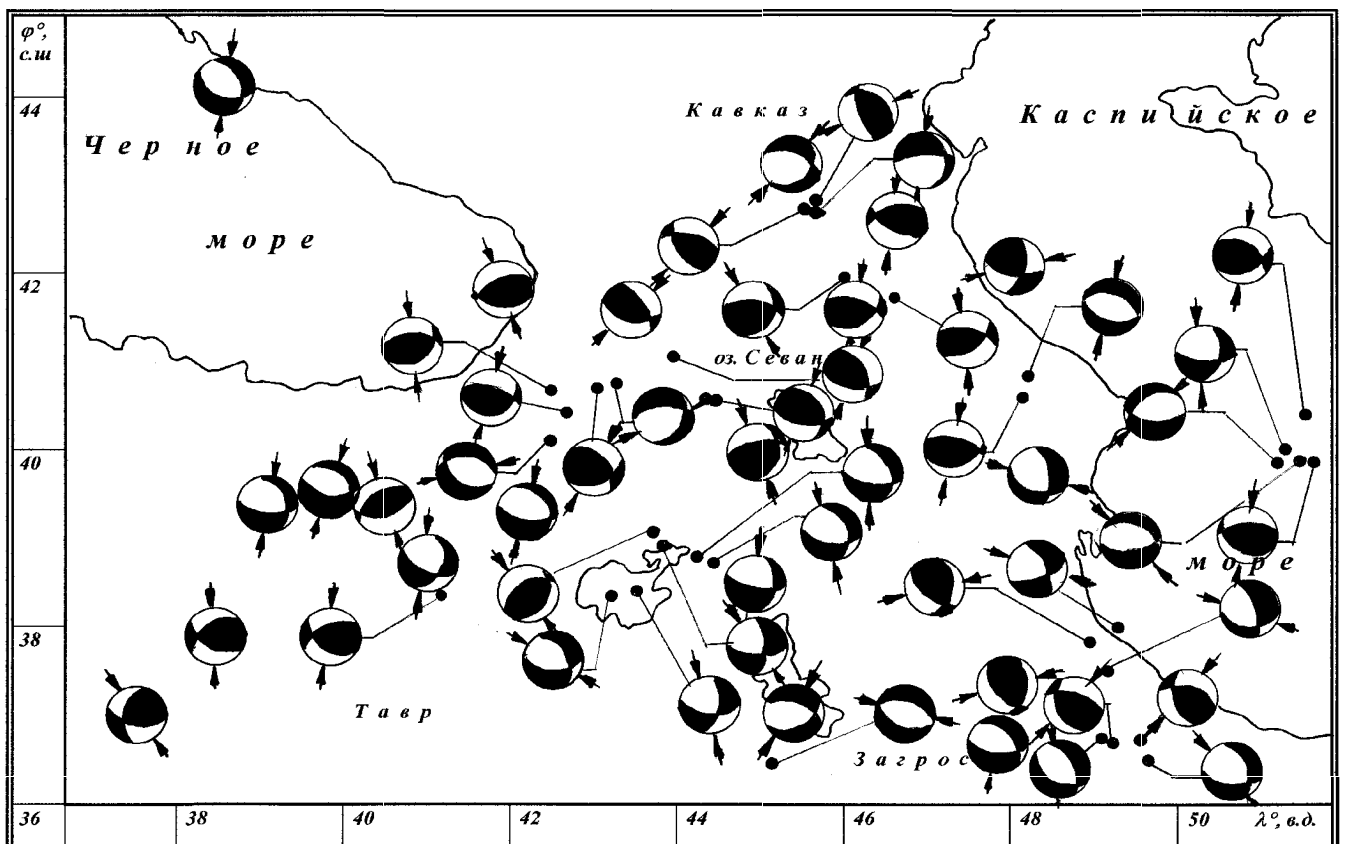 φ°,
с.ш
44
42
40
38
36
Кавказ
Каспийское
Черное
море
оз. Севан
море
Тавр
Загрос
38
40
42
44
46
48
50
λ°, в.д.